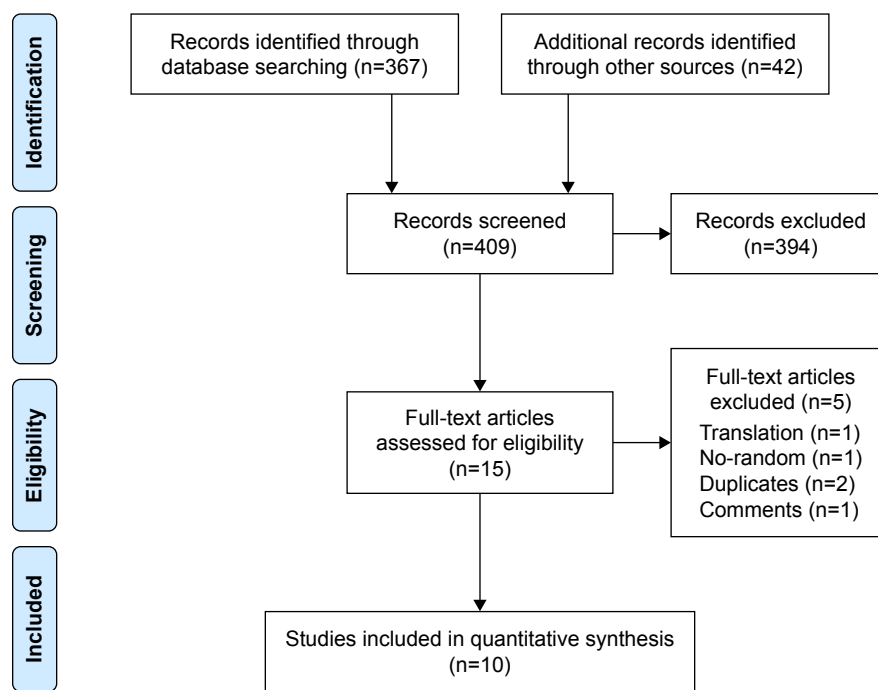 Identification
Records identified through
database searching (n=367)
Additional records identified
through other sources (n=42)
Screening
Records screened
(n=409)
Records excluded
(n=394)
Eligibility
Full-text articles
assessed for eligibility
(n=15)
Full-text articles
excluded (n=5)
Translation (n=1)
No-random (n=1)
Duplicates (n=2)
Comments (n=1)
Included
Studies included in quantitative synthesis
(n=10)